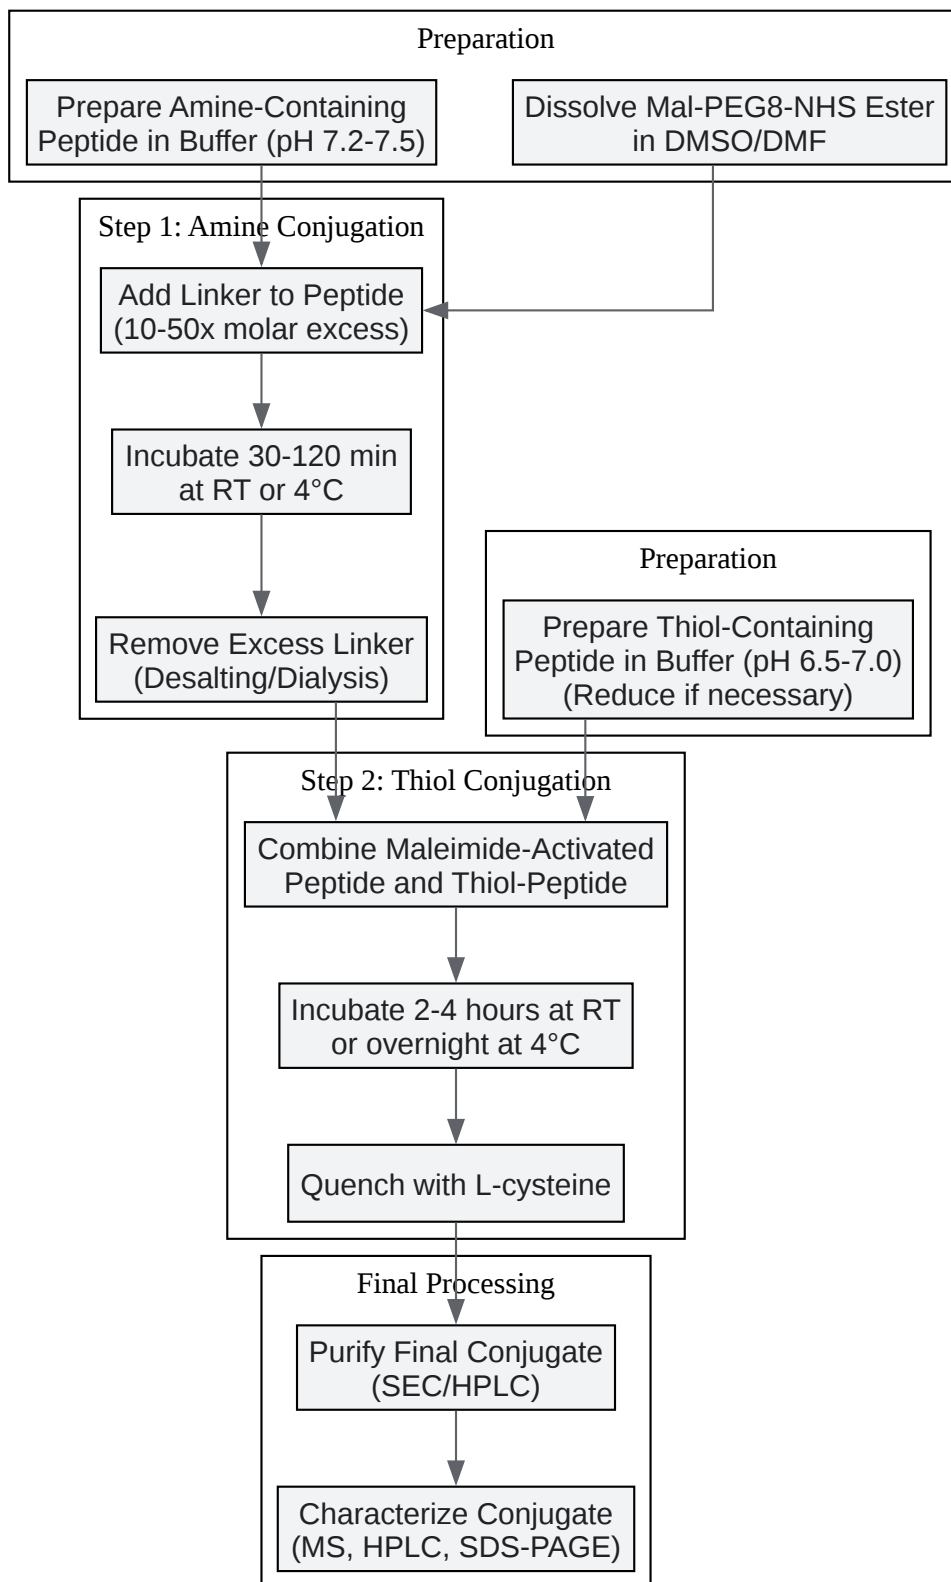 Preparation
Prepare Amine-Containing
Peptide in Buffer (pH 7.2-7.5)
Dissolve Mal-PEG8-NHS Ester
in DMSO/DMF
Step 1: Amine Conjugation
Add Linker to Peptide
(10-50x molar excess)
Incubate 30-120 min
at RT or 4°C
Remove Excess Linker
(Desalting/Dialysis)
Preparation
Prepare Thiol-Containing
Peptide in Buffer (pH 6.5-7.0)
(Reduce if necessary)
Step 2: Thiol Conjugation
Combine Maleimide-Activated
Peptide and Thiol-Peptide
Incubate 2-4 hours at RT
or overnight at 4°C
Quench with L-cysteine
Final Processing
Purify Final Conjugate
(SEC/HPLC)
Characterize Conjugate
(MS, HPLC, SDS-PAGE)